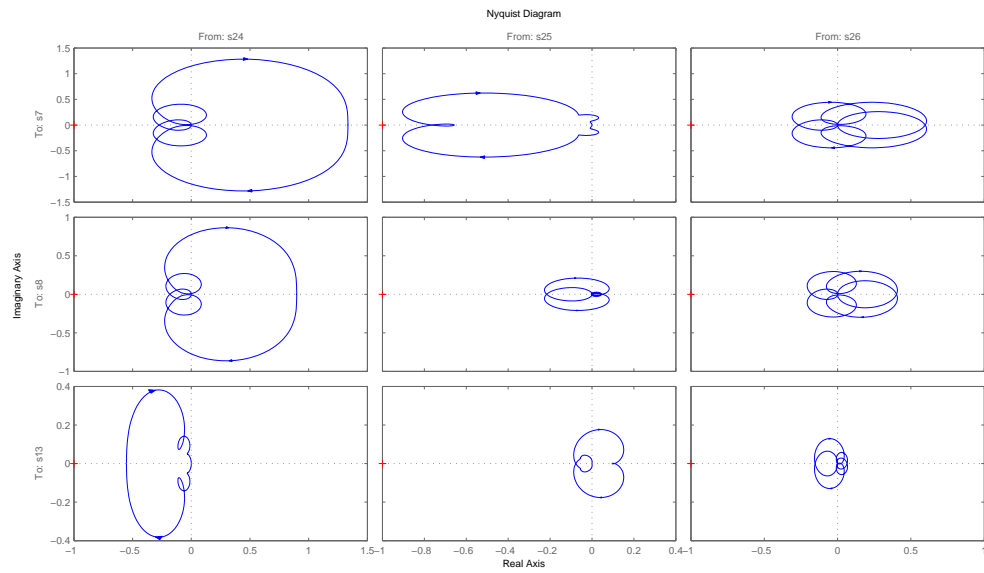 Nyquist Diagram
From: s24
From: s25
From: s26
Imaginary Axis
To: s7
1.5
1
0.5
0
−0.5
−1
−1.5
To: s8
1
0.5
0
−0.5
−1
To: s13
0.4
0.2
0
−0.2
−0.4
−1 −0.5 0 0.5 1 1.5
−1 −0.8 −0.6 −0.4 −0.2 0 0.2 0.4
−1 −0.5 0 0.5 1
Real Axis